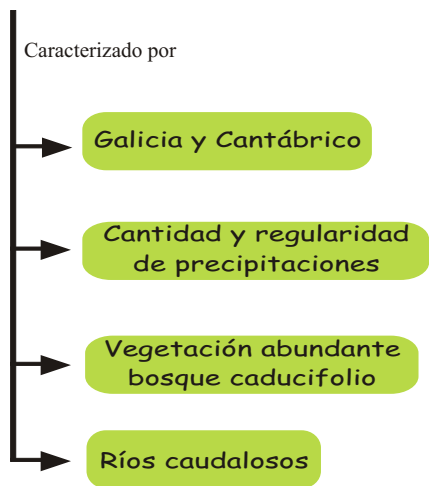 Caracterizado por
Galicia y Cantábrico
Cantidad y regularidad
de precipitaciones
Vegetación abundante
bosque caducifolio
Ríos caudalosos